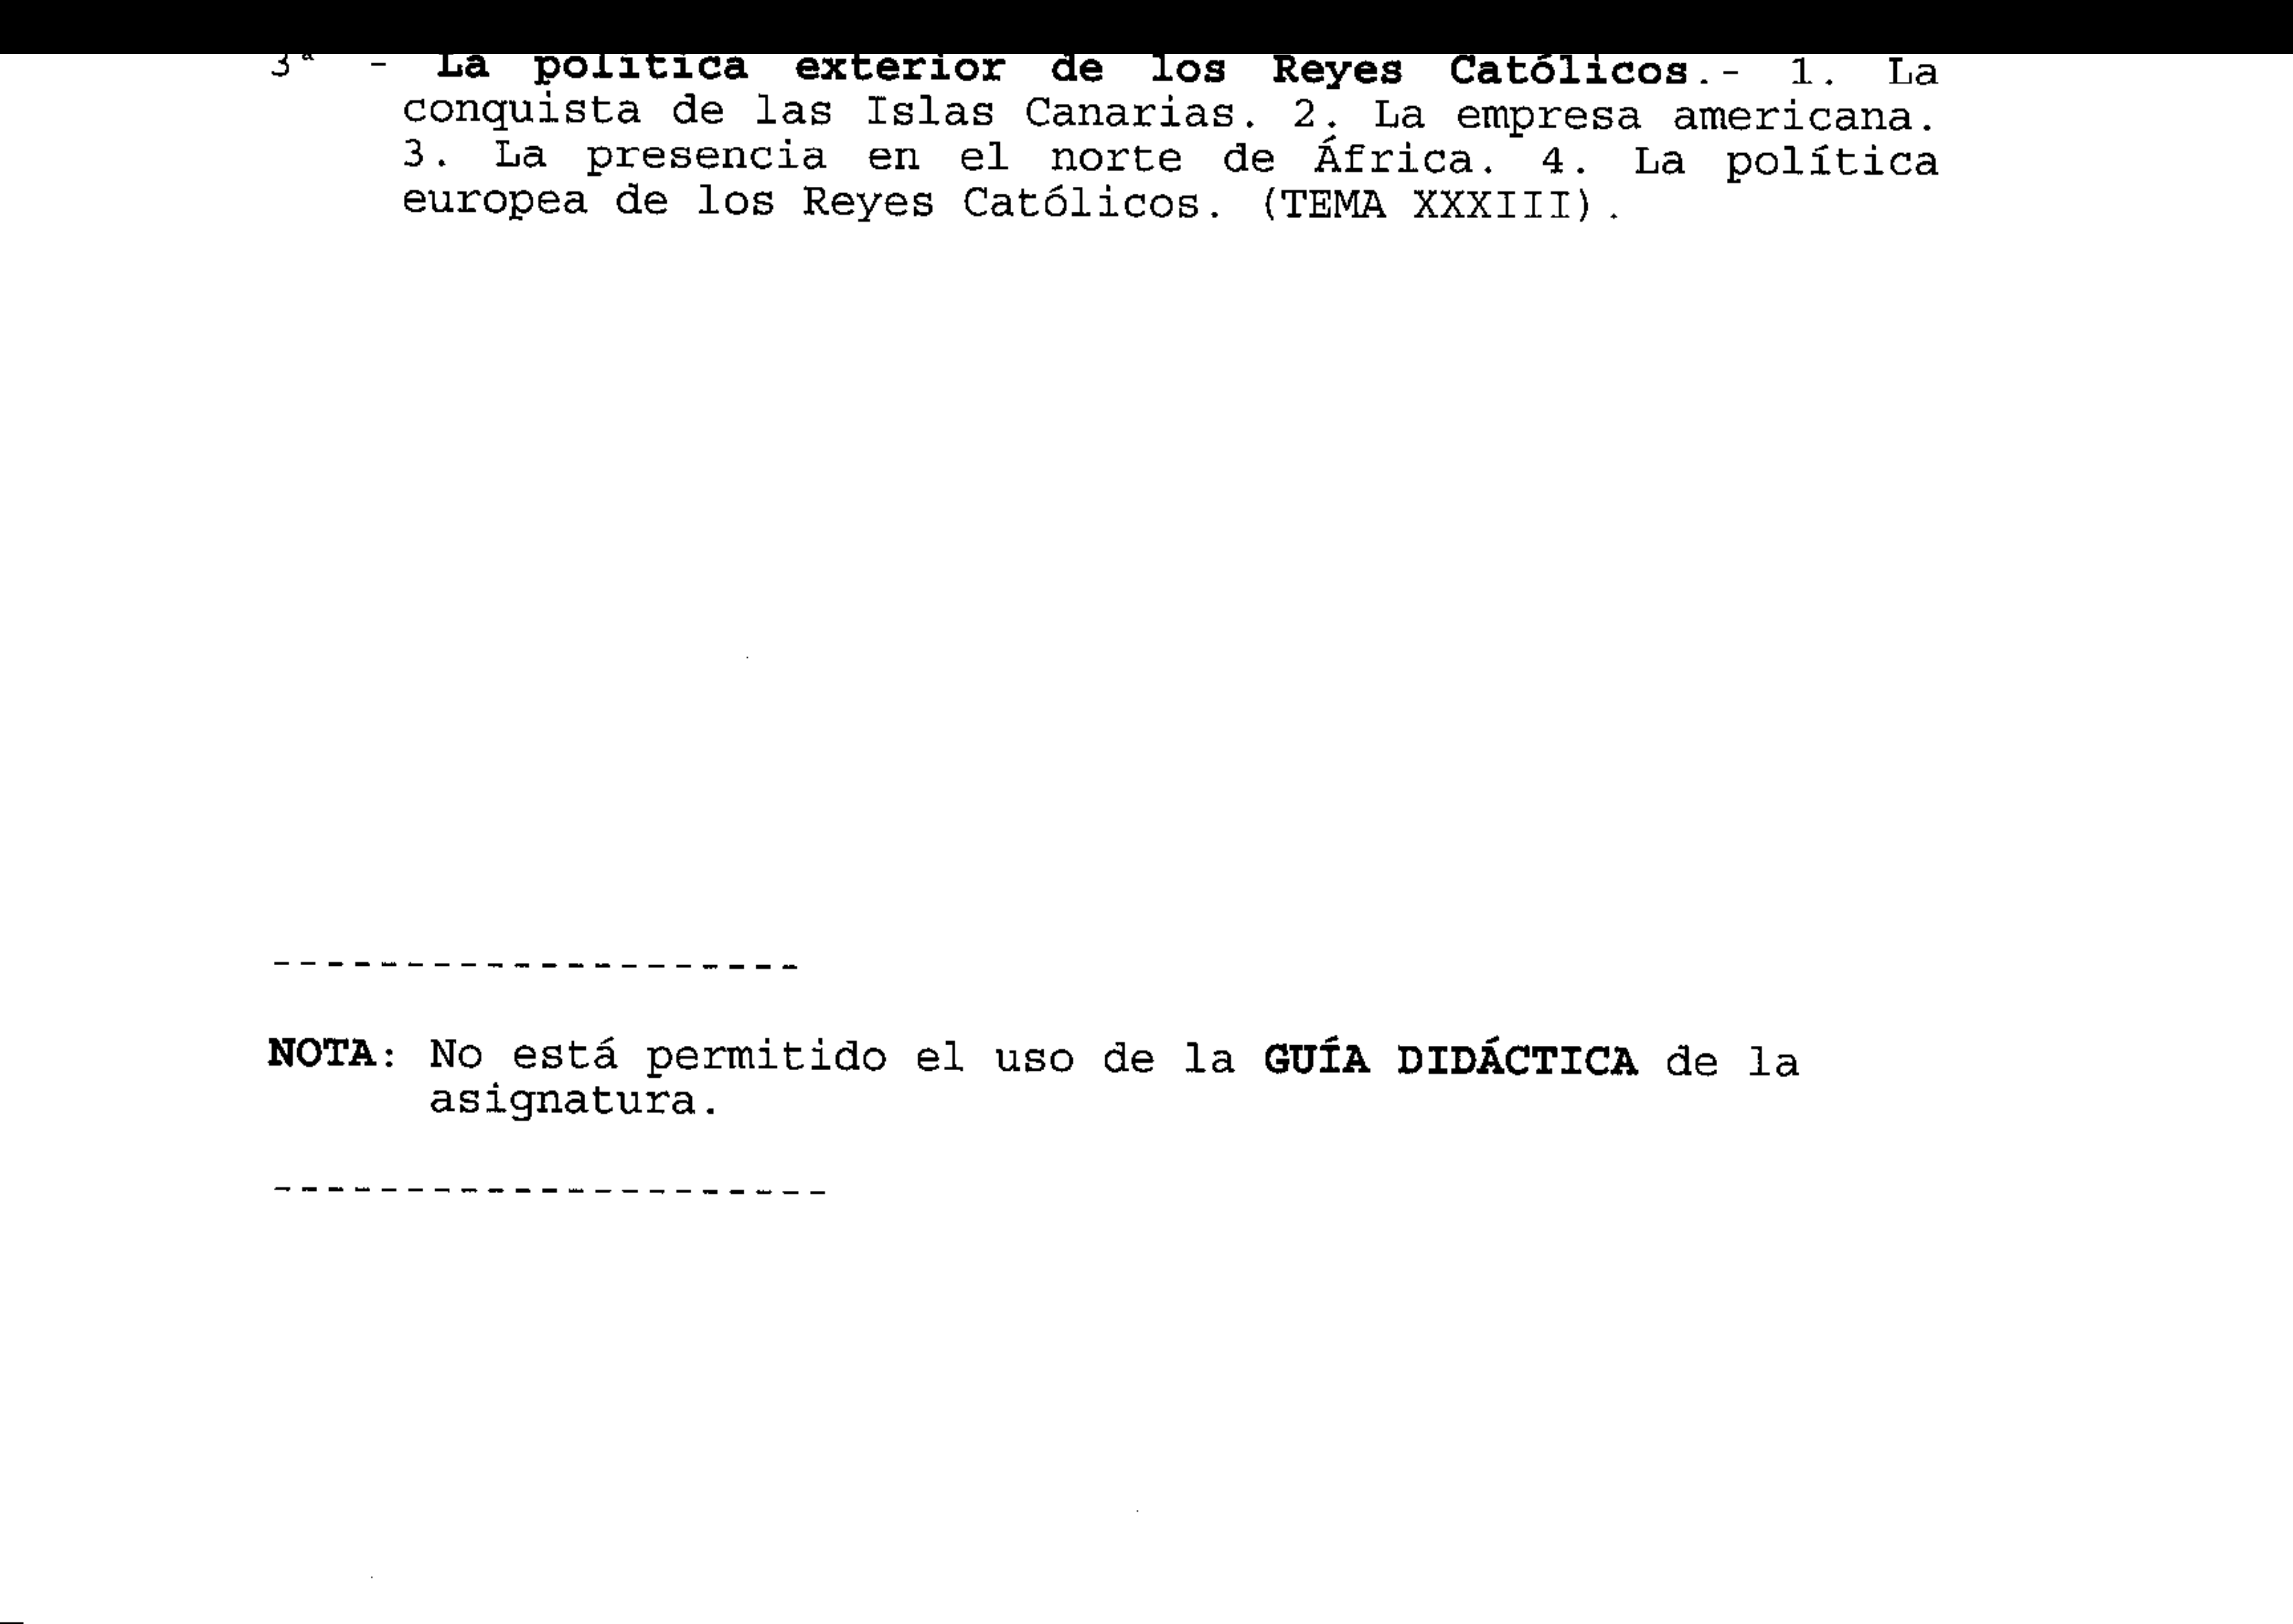 3ª - La política exterior de los Reyes Católicos.- 1. La
conquista de las Islas Canarias. 2. La empresa americana.
3. La presencia en el norte de África. 4. La política
europea de los Reyes Católicos. (TEMA XXXIII).
--------------------
NOTA: No está permitido el uso de la GUÍA DIDÁCTICA de la
asignatura.
---------------------